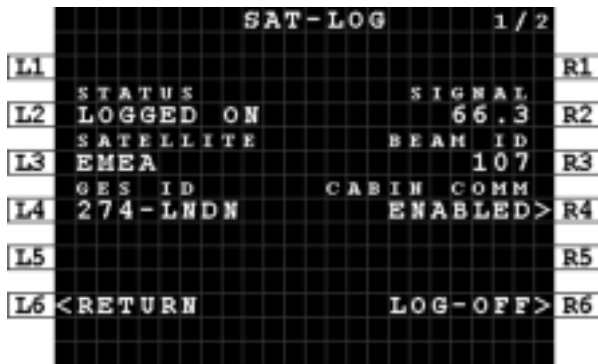 SAT-LOG 1/2
L1 R1
STATUS SIGNAL
L2 LOGGED ON 66.3 R2
SATELLITE BEAM ID
L3 EMEA 107 R3
GES ID CABIN COMM
L4 274-LNDN ENABLED> R4
L5 R5
L6 <RETURN LOG-OFF> R6